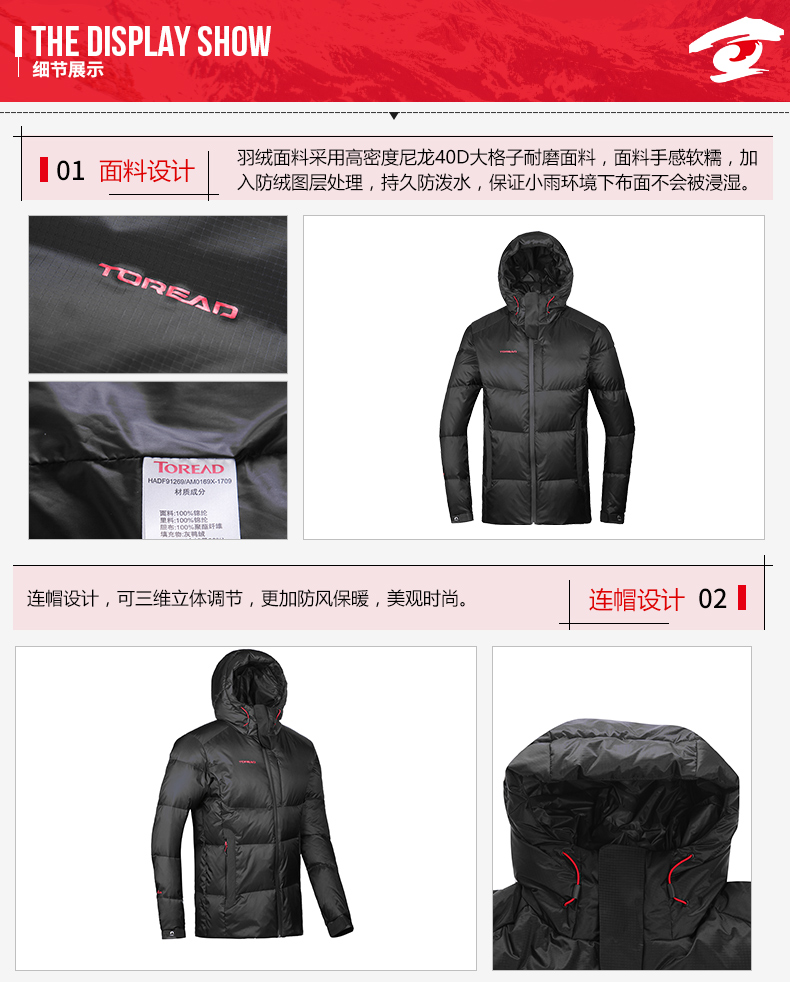 THE DISPLAY SHOW
细节展示
01 面料设计
羽绒面料采用高密度尼龙40D大格子耐磨面料，面料手感软糯，加
入防绒图层处理，持久防泼水，保证小雨环境下布面不会被浸湿。
TOREAD
TOREAD
TOREAD
HADF91269/AM0169X-1709
材质成分
面料:100%锦纶
里料:100%锦纶
胆布:100%聚酯纤维
填充物:灰鸭绒
连帽设计，可三维立体调节，更加防风保暖，美观时尚。
连帽设计 02
TOREAD